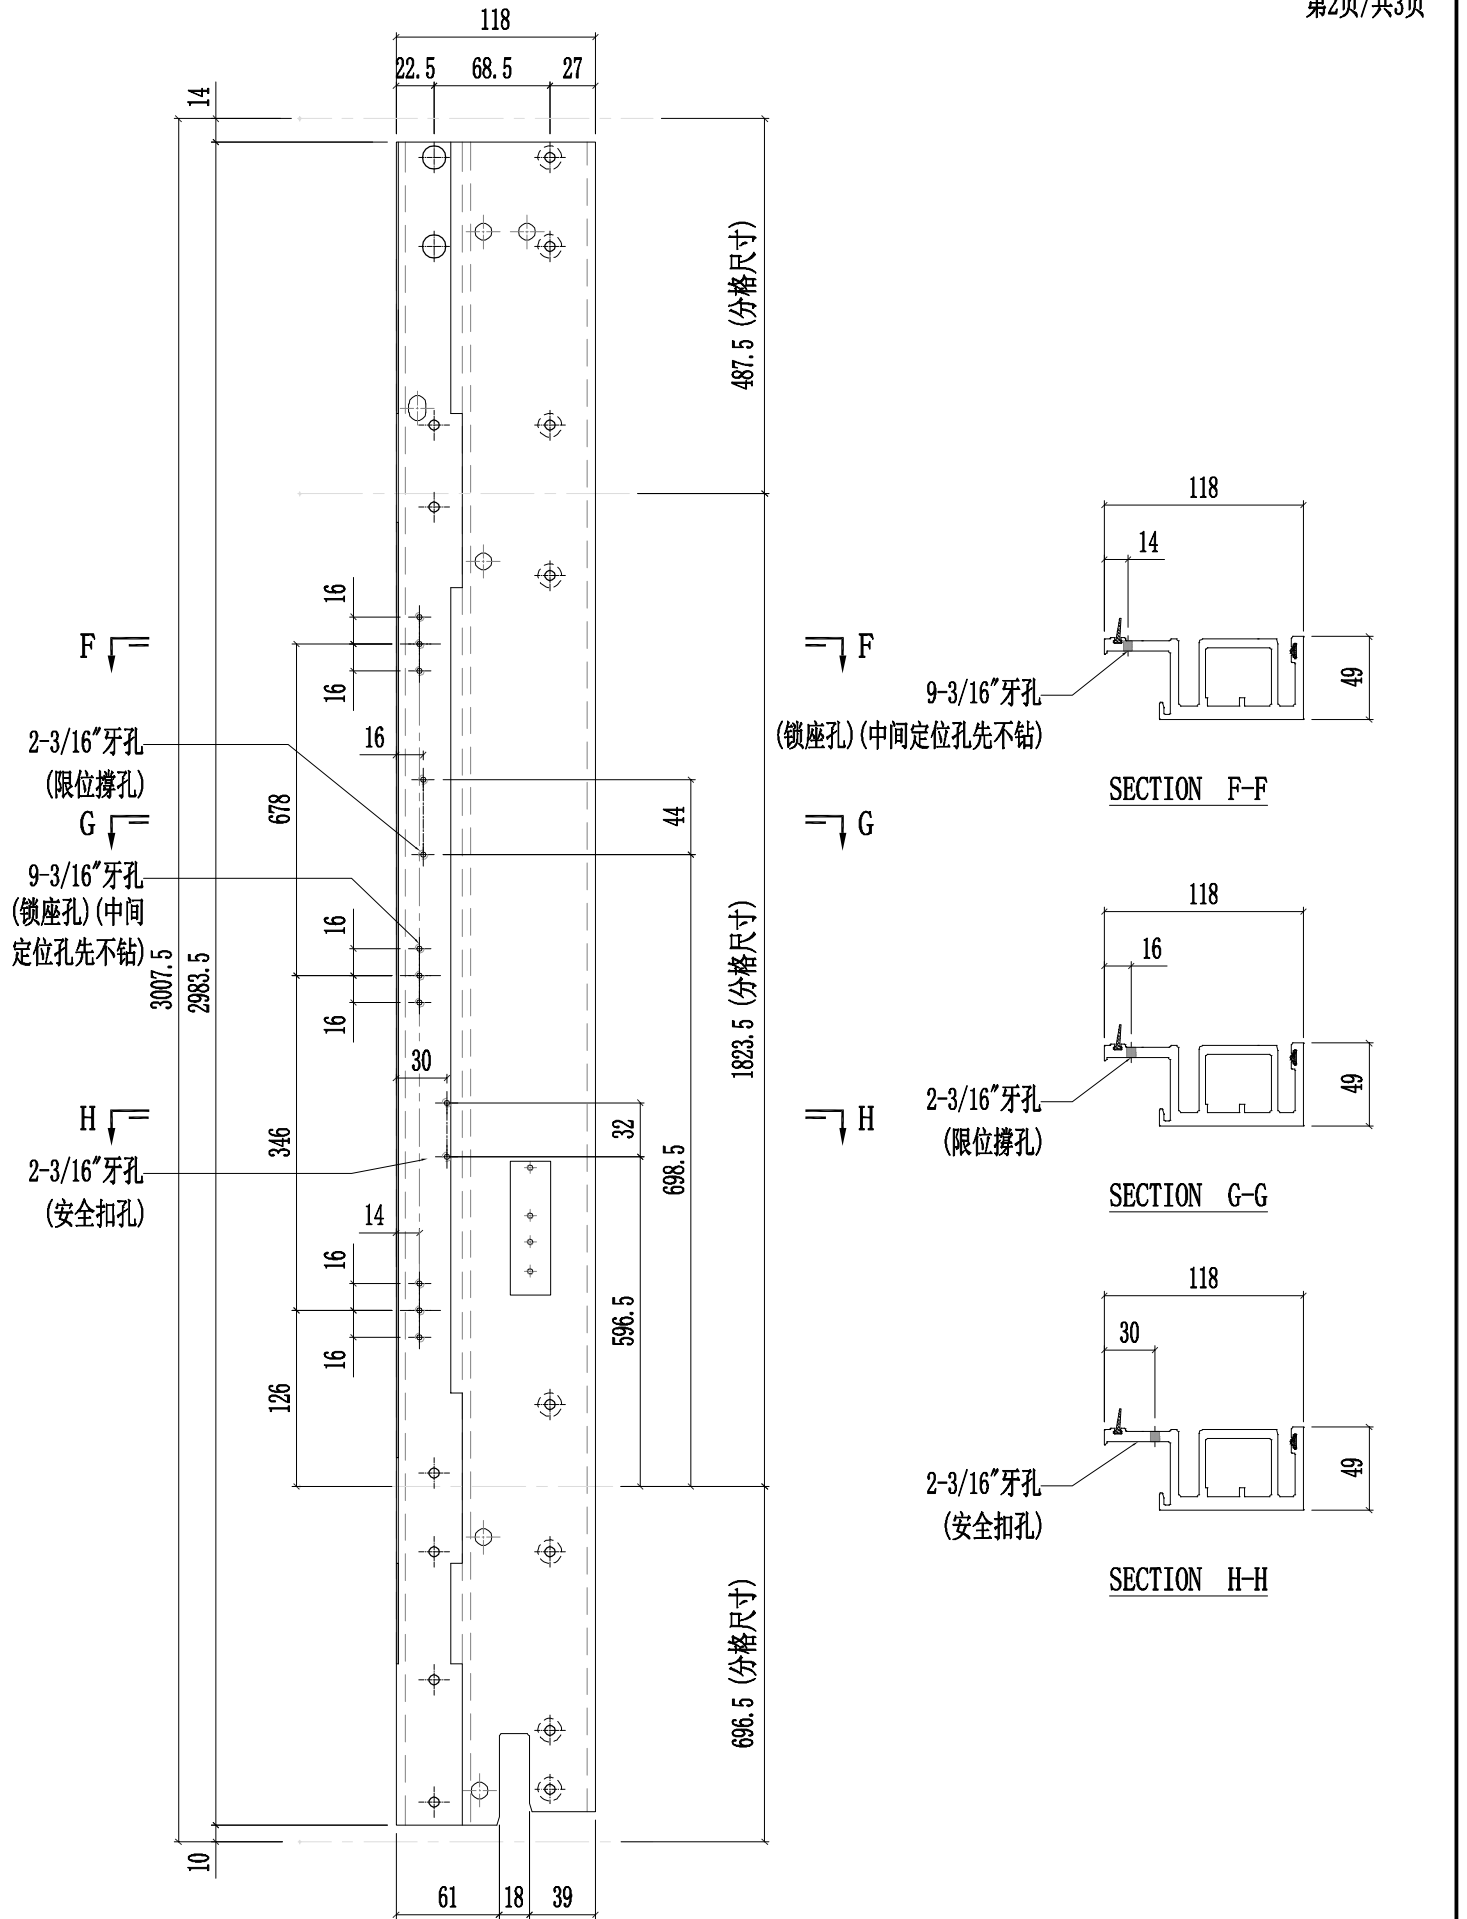 第2页/共3页
118
22.5
68.5
27
14
487.5 (分格尺寸)
118
14
16
F
F
49
16
9-3/16"牙孔
(锁座孔)(中间定位孔先不钻)
2-3/16"牙孔
(限位撑孔)
16
SECTION F-F
678
44
G
G
9-3/16"牙孔
(锁座孔)(中间
定位孔先不钻)
118
16
1823.5 (分格尺寸)
16
3007.5
2983.5
16
30
49
2-3/16"牙孔
(限位撑孔)
H
H
32
346
698.5
2-3/16"牙孔
(安全扣孔)
SECTION G-G
14
16
118
596.5
30
16
126
49
2-3/16"牙孔
(安全扣孔)
SECTION H-H
696.5 (分格尺寸)
10
61
18
39